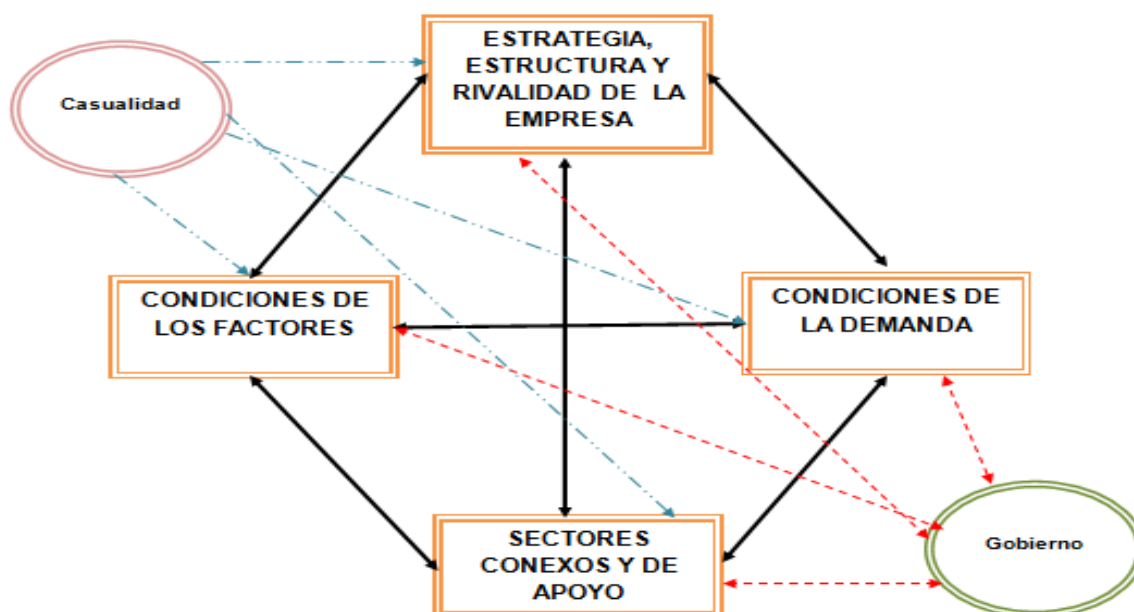 ESTRATEGIA,
ESTRUCTURA Y
RIVALIDAD DE LA
EMPRESA
Casualidad
CONDICIONES DE
LOS FACTORES
CONDICIONES DE
LA DEMANDA
SECTORES
CONEXOS Y DE
APOYO
Gobierno